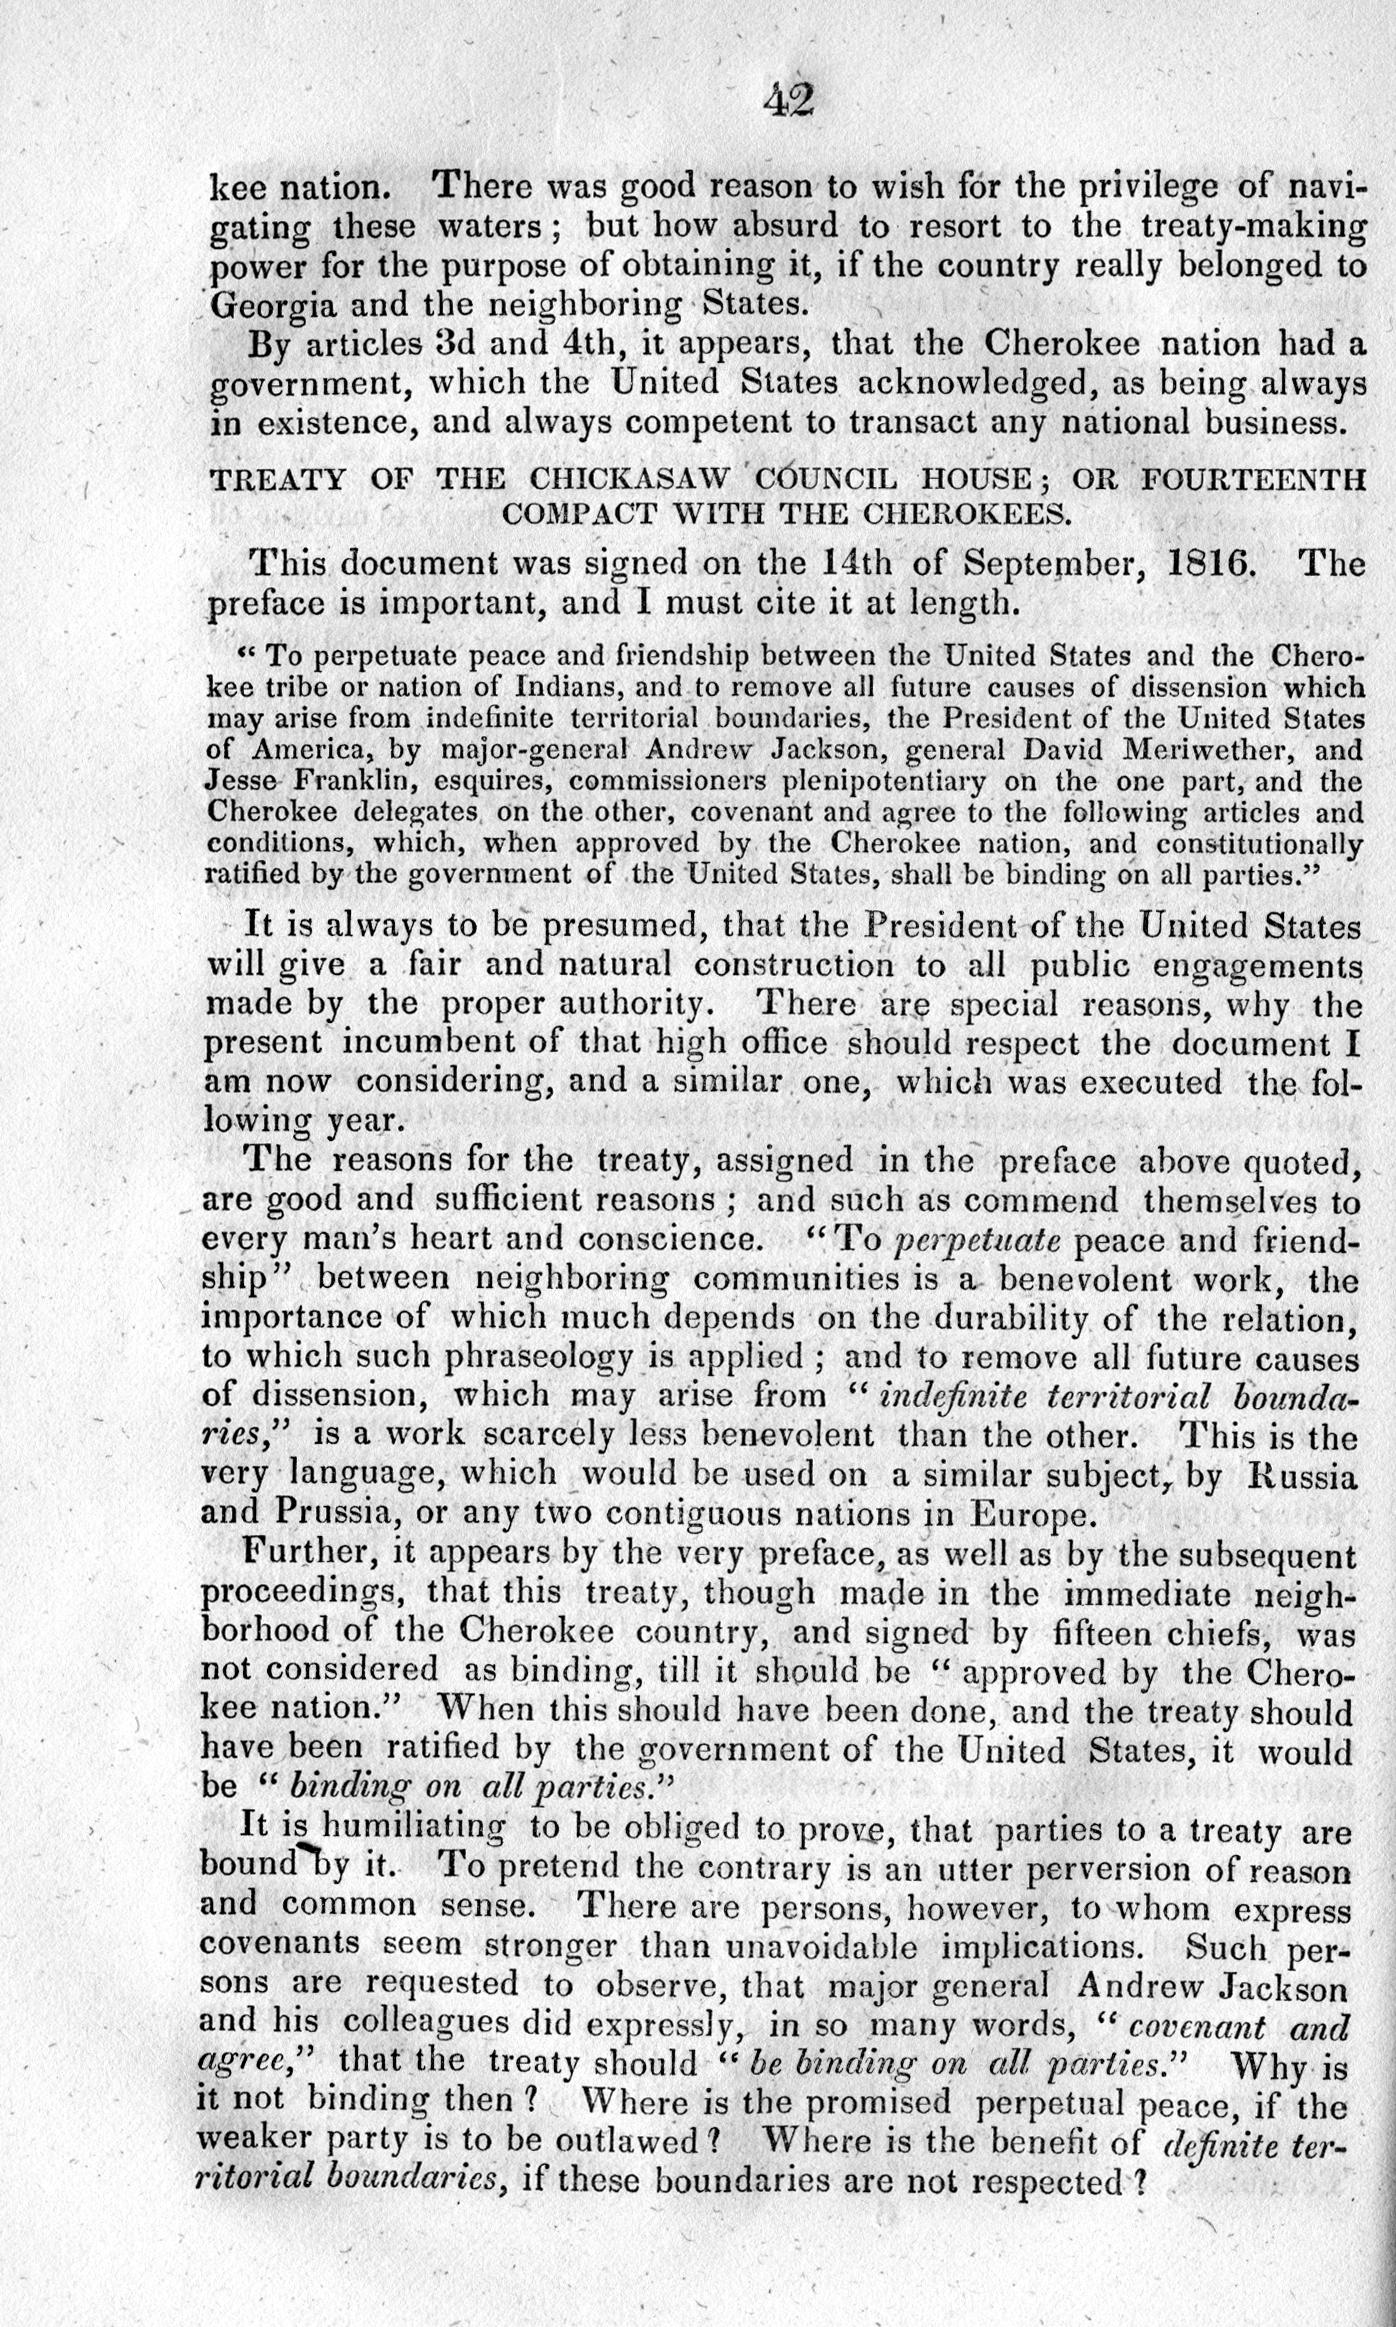 42
kee nation. There was good reason to wish for the privilege of navi-
gating these waters ; but how absurd to resort to the treaty-making
power for the purpose of obtaining it, if the country really belonged to
Georgia and the neighboring States.
By articles 3d and 4th, it appears, that the Cherokee nation had a
government, which the United States acknowledged, as being always
in existence, and always competent to transact any national business.
TREATY OF THE CHICKASAW COUNCIL HOUSE ; OR FOURTEENTH
COMPACT WITH THE CHEROKEES.
This document was signed on the 14th of September, 1816. The
preface is important, and I must cite it at length.
“ To perpetuate peace and friendship between the United States and the Chero-
kee tribe or nation of Indians, and to remove all future causes of dissension which
may arise from indefinite territorial boundaries, the President of the United States
of America, by major-general Andrew Jackson, general David Meriwether, and
Jesse Franklin, esquires, commissioners plenipotentiary on the one part, and the
Cherokee delegates on the other, covenant and agree to the following articles and
conditions, which, when approved by the Cherokee nation, and constitutionally
ratified by the government of the United States, shall be binding on all parties.”
It is always to be presumed, that the President of the United States
will give a fair and natural construction to all public engagements
made by the proper authority. There are special reasons, why the
present incumbent of that high office should respect the document I
am now considering, and a similar one, which was executed the fol-
lowing year.
The reasons for the treaty, assigned in the preface above quoted,
are good and sufficient reasons ; and such as commend themselves to
every man’s heart and conscience. “ To perpetuate peace and friend-
ship” between neighboring communities is a benevolent work, the
importance of which much depends on the durability of the relation,
to which such phraseology is applied ; and to remove all future causes
of dissension, which may arise from “ indefinite territorial bounda-
ries,” is a work scarcely less benevolent than the other. This is the
very language, which would be used on a similar subject, by Russia
and Prussia, or any two contiguous nations in Europe.
Further, it appears by the very preface, as well as by the subsequent
proceedings, that this treaty, though made in the immediate neigh-
borhood of the Cherokee country, and signed by fifteen chiefs, was
not considered as binding, till it should be “ approved by the Chero-
kee nation.” When this should have been done, and the treaty should
have been ratified by the government of the United States, it would
be “ binding on all parties.”
It is humiliating to be obliged to prove, that parties to a treaty are
bound by it. To pretend the contrary is an utter perversion of reason
and common sense. There are persons, however, to whom express
covenants seem stronger than unavoidable implications. Such per-
sons are requested to observe, that major general Andrew Jackson
and his colleagues did expressly, in so many words, “ covenant and
agree,” that the treaty should “ be binding on all parties.” Why is
it not binding then ? Where is the promised perpetual peace, if the
weaker party is to be outlawed ? Where is the benefit of definite ter-
ritorial boundaries, if these boundaries are not respected ?